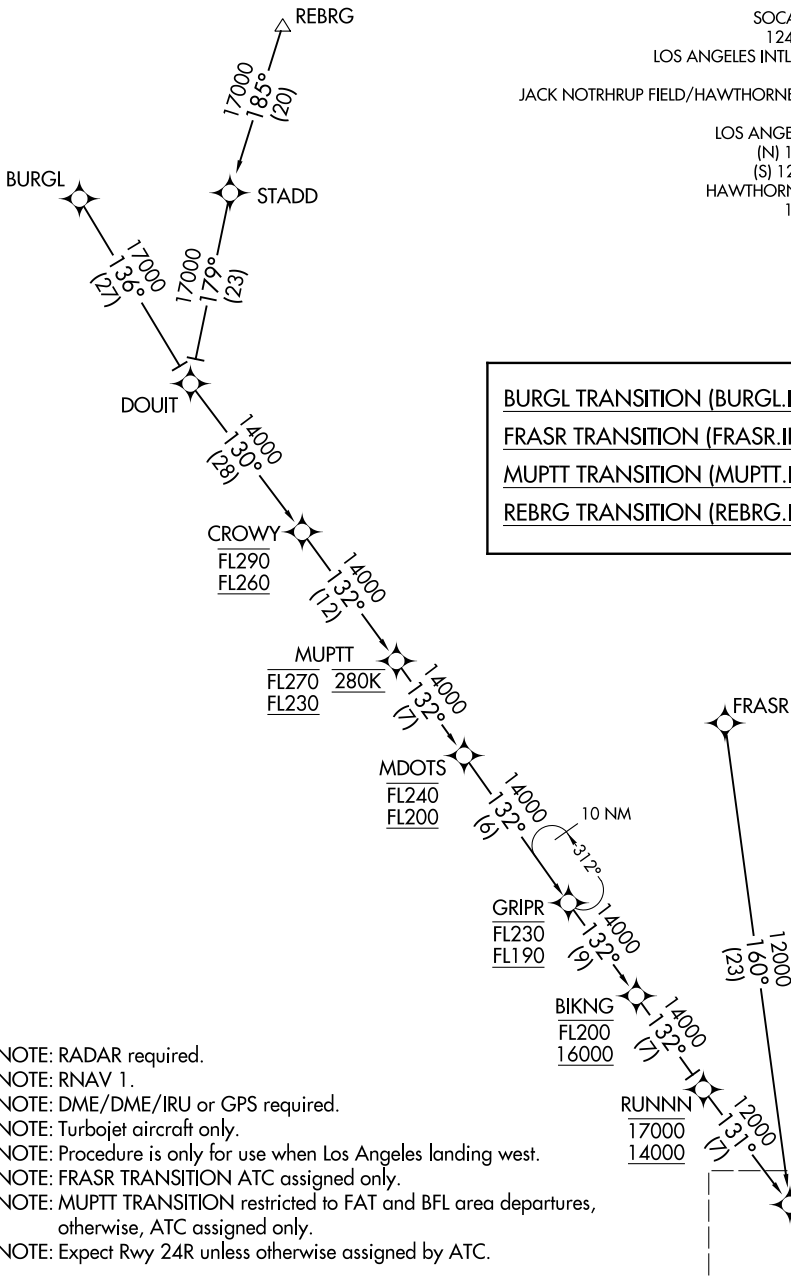 REBRG
17000
185°
(20)
SOCA
124
LOS ANGELES INTL
JACK NOTRHRUP FIELD/HAWTHORNE
LOS ANGE
(N) 1
(S) 12
HAWTHORN
1
BURGL
STADD
17000
136°
(27)
17000
179°
(23)
DOUIT
BURGL TRANSITION (BURGL.I
FRASR TRANSITION (FRASR.II
MUPTT TRANSITION (MUPTT.I
REBRG TRANSITION (REBRG.I
14000
130°
(28)
CROWY
FL290
FL260
14000
132°
(12)
MUPTT
FL270 280K
FL230
14000
132°
(7)
FRASR
MDOTS
FL240
FL200
14000
132°
(6)
10 NM
312°
GRIPR
FL230
FL190
14000
132°
(9)
12000
160°
(23)
BIKNG
FL200
16000
14000
132°
(7)
RUNNN
17000
14000
12000
131°
(7)
NOTE: RADAR required.
NOTE: RNAV 1.
NOTE: DME/DME/IRU or GPS required.
NOTE: Turbojet aircraft only.
NOTE: Procedure is only for use when Los Angeles landing west.
NOTE: FRASR TRANSITION ATC assigned only.
NOTE: MUPTT TRANSITION restricted to FAT and BFL area departures,
otherwise, ATC assigned only.
NOTE: Expect Rwy 24R unless otherwise assigned by ATC.